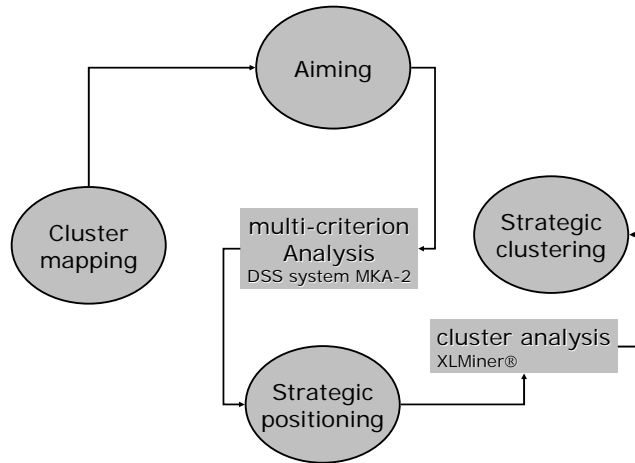 Aiming
Cluster
mapping
multi-criterion
Analysis
DSS system MKA-2
Strategic
clustering
Strategic
positioning
cluster analysis
XLMiner®